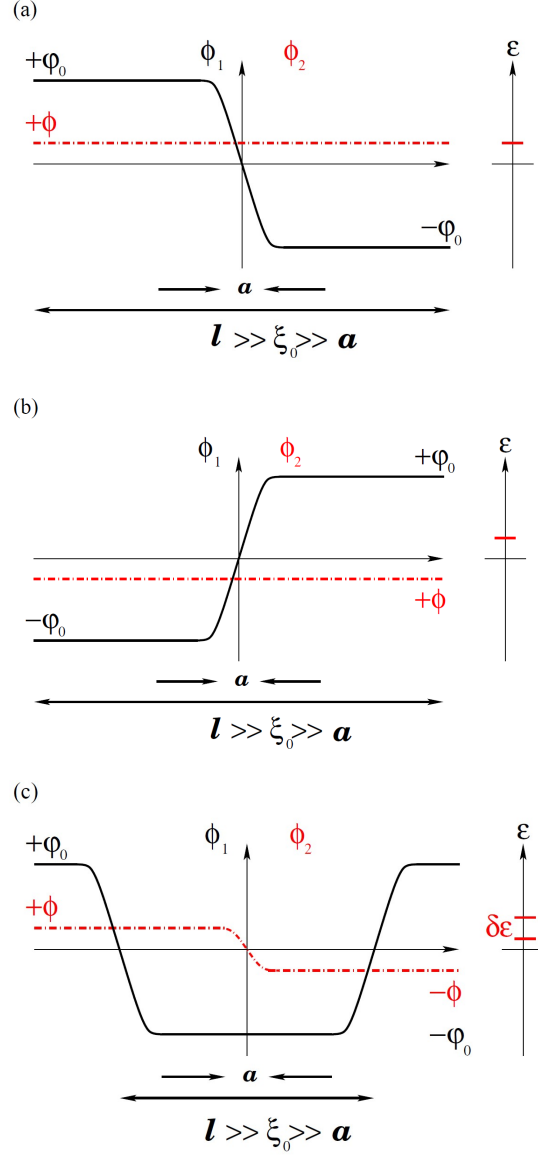 (a)
+φ₀ ϕ₁ ϕ₂ ε
+ϕ
−φ₀
a
l >> ξ₀ >> a
(b)
ϕ₁ ϕ₂ +φ₀ ε
−φ₀ +ϕ
a
l >> ξ₀ >> a
(c)
+φ₀ ϕ₁ ϕ₂ ε
+ϕ δε
−ϕ
−φ₀
a
l >> ξ₀ >> a